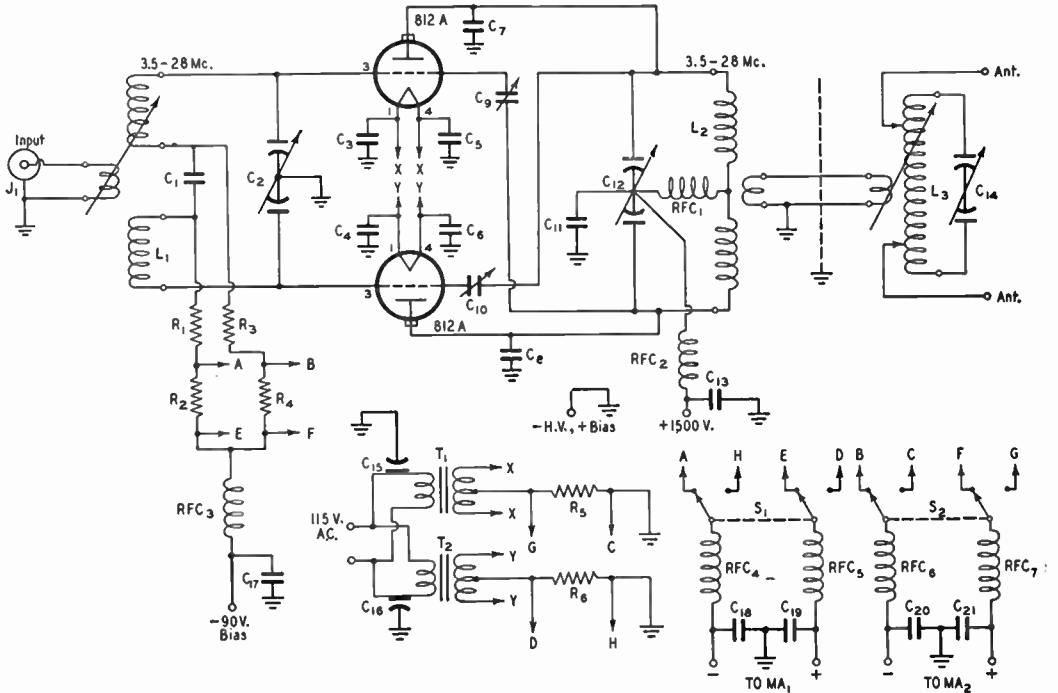 812 A
C7
3.5-28 Mc.
3
1
4
C9
3.5-28 Mc.
Ant.
Input
J1
C1
C2
C3
C5
X
X
Y
Y
C4
C6
C12
RFC1
L2
C11
L3
C14
L1
1
4
3
812 A
C10
Ant.
R1
R3
Ce
RFC2
C13
A
B
R2
R4
E
F
-H.V., + Bias
+1500 V.
RFC3
C17
-90V.
Bias
C15
T1
X
X
R5
115 V.
A.C.
G
C
T2
Y
Y
R6
C16
D
H
A
H
E
D
B
C
F
G
S1
S2
RFC4
RFC5
RFC6
RFC7
C18
C19
C20
C21
-
+
-
+
TO MA1
TO MA2